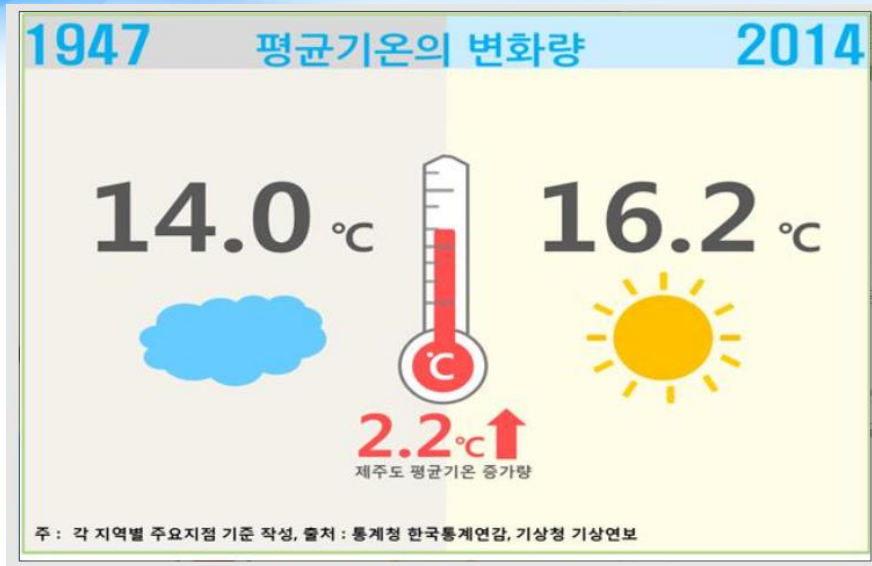 1947 평균기온의 변화량 2014
14.0 ℃ 16.2 ℃
℃
2.2℃
제주도 평균기온 증가량
주 : 각 지역별 주요지점 기준 작성, 출처 : 통계청 한국통계연감, 기상청 기상연보